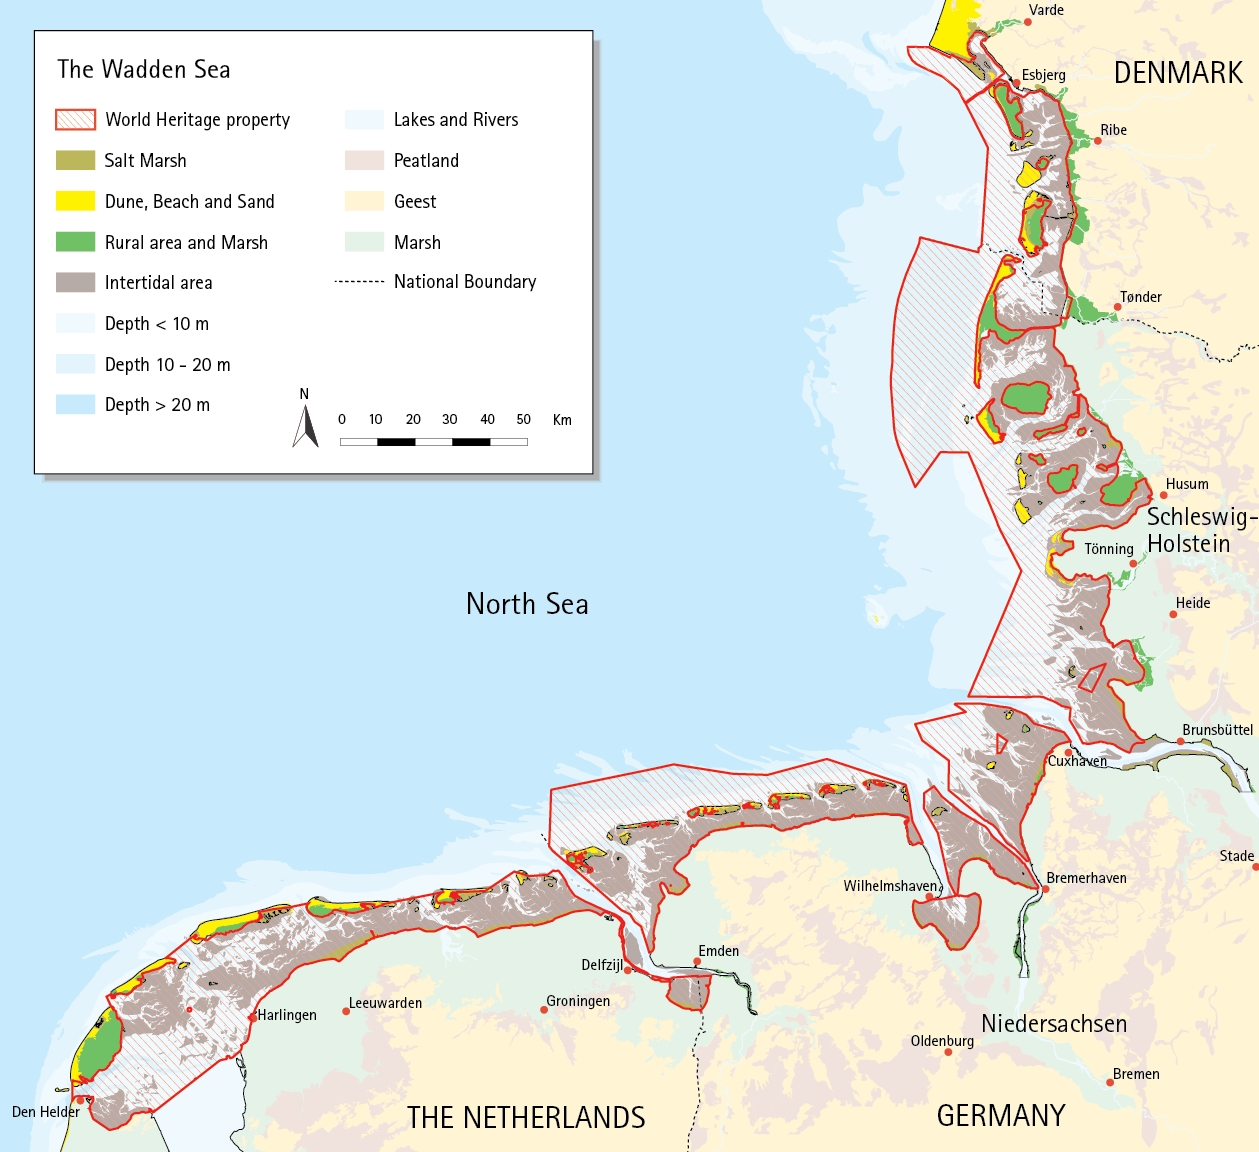 The Wadden Sea
World Heritage property
Salt Marsh
Dune, Beach and Sand
Rural area and Marsh
Intertidal area
Depth < 10 m
Depth 10 - 20 m
Depth > 20 m
Lakes and Rivers
Peatland
Geest
Marsh
National Boundary
N
0 10 20 30 40 50 Km
Varde
Esbjerg
DENMARK
Ribe
Tønder
Husum
Schleswig-
Holstein
Tönning
North Sea
Heide
Brunsbüttel
Cuxhaven
Stade
Wilhelmshaven
Bremerhaven
Emden
Delfzijl
Groningen
Leeuwarden
Harlingen
Niedersachsen
Oldenburg
Bremen
Den Helder
THE NETHERLANDS
GERMANY